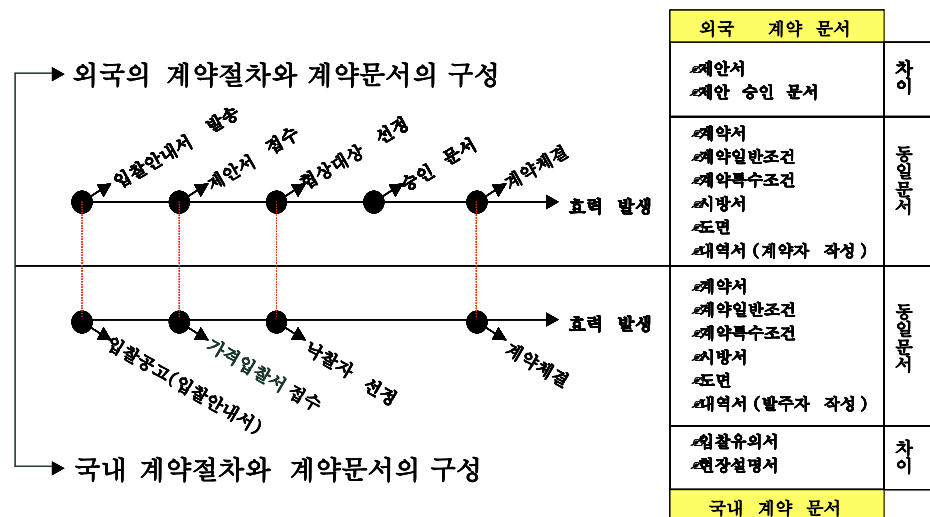 외국 계약 문서
외국의 계약절차와 계약문서의 구성
제안서
제안 승인 문서
차이
입찰안내서 발송
제안서 접수
협상대상 선정
승인 문서
계약체결
효력 발생
계약서
계약일반조건
계약특수조건
시방서
도면
내역서(계약자 작성)
동일문서
입찰공고(입찰안내서)
가격입찰서 접수
낙찰자 선정
계약체결
효력 발생
계약서
계약일반조건
계약특수조건
시방서
도면
내역서(발주자 작성)
동일문서
국내 계약절차와 계약문서의 구성
입찰유의서
현장설명서
차이
국내 계약 문서